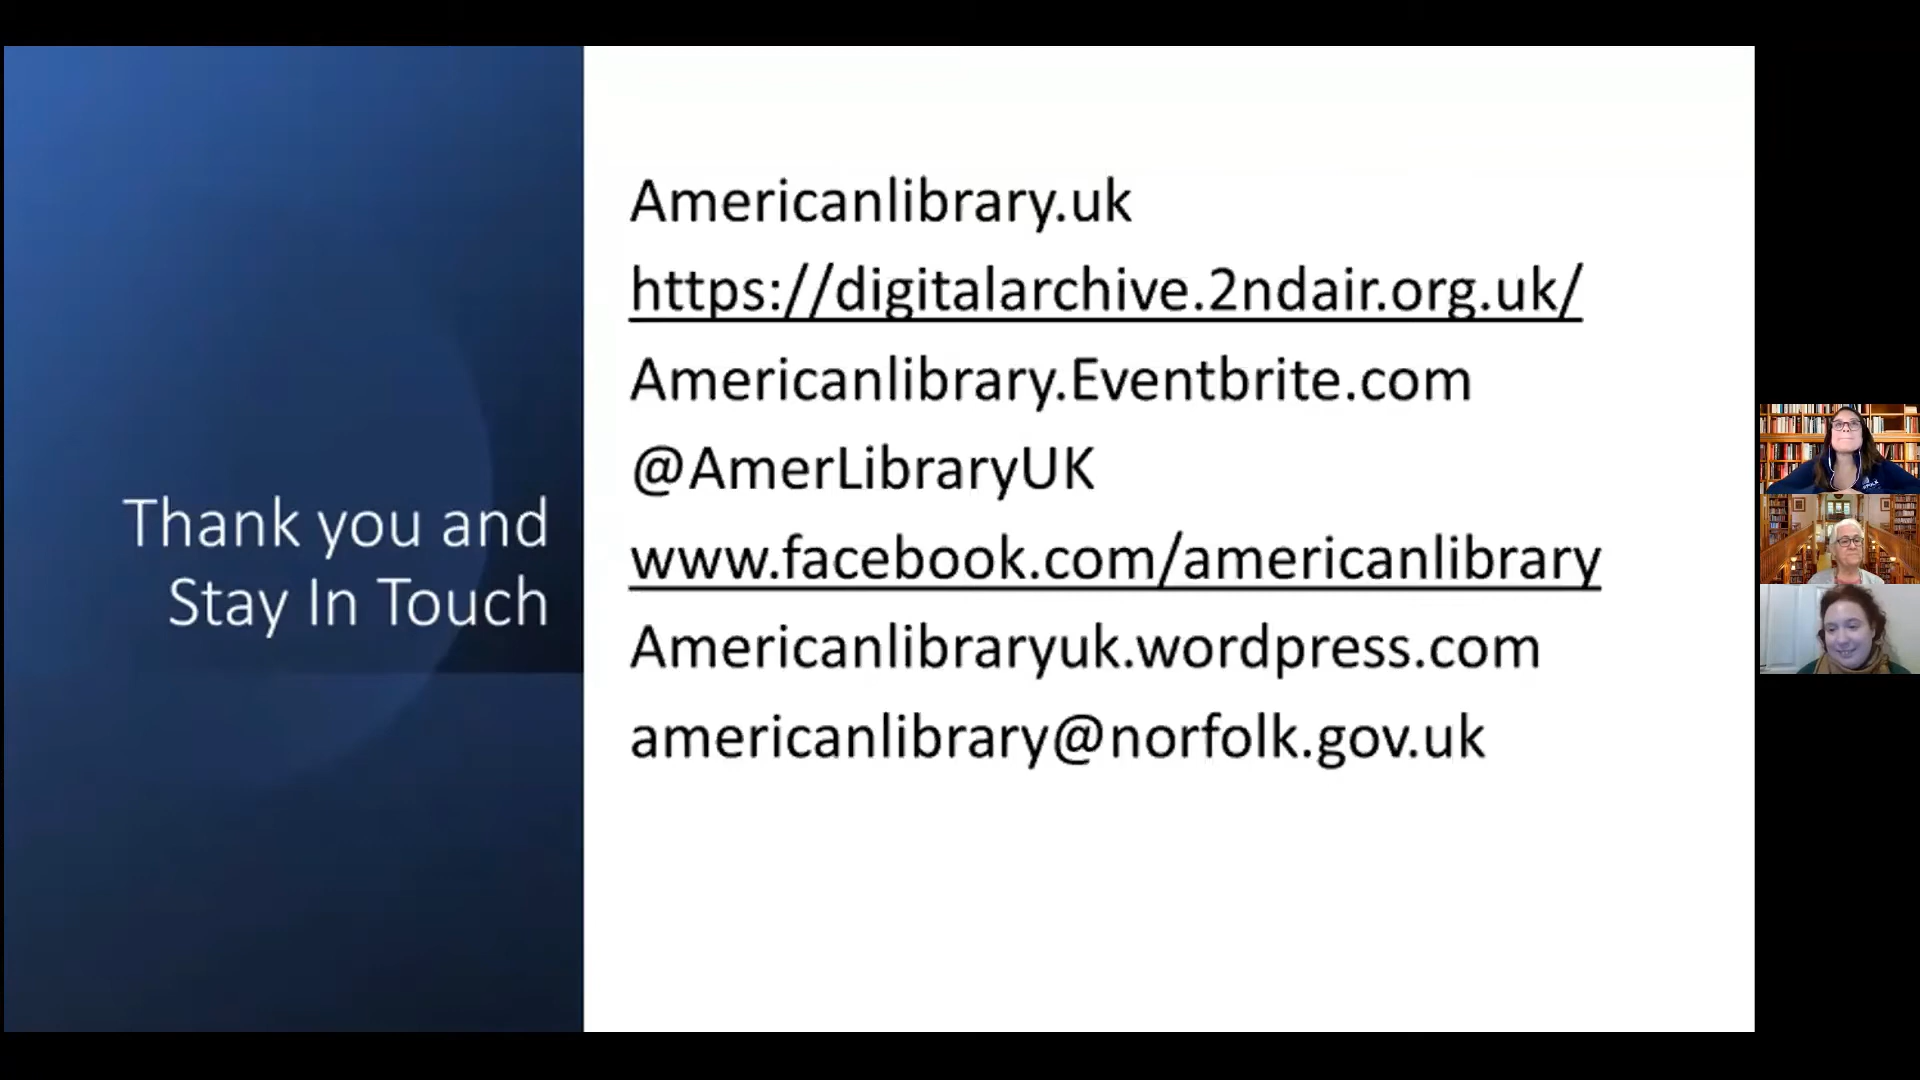 Thank you and
Stay In Touch
Americanlibrary.uk
https://digitalarchive.2ndair.org.uk/
Americanlibrary.Eventbrite.com
@AmerLibraryUK
www.facebook.com/americanlibrary
Americanlibraryuk.wordpress.com
americanlibrary@norfolk.gov.uk